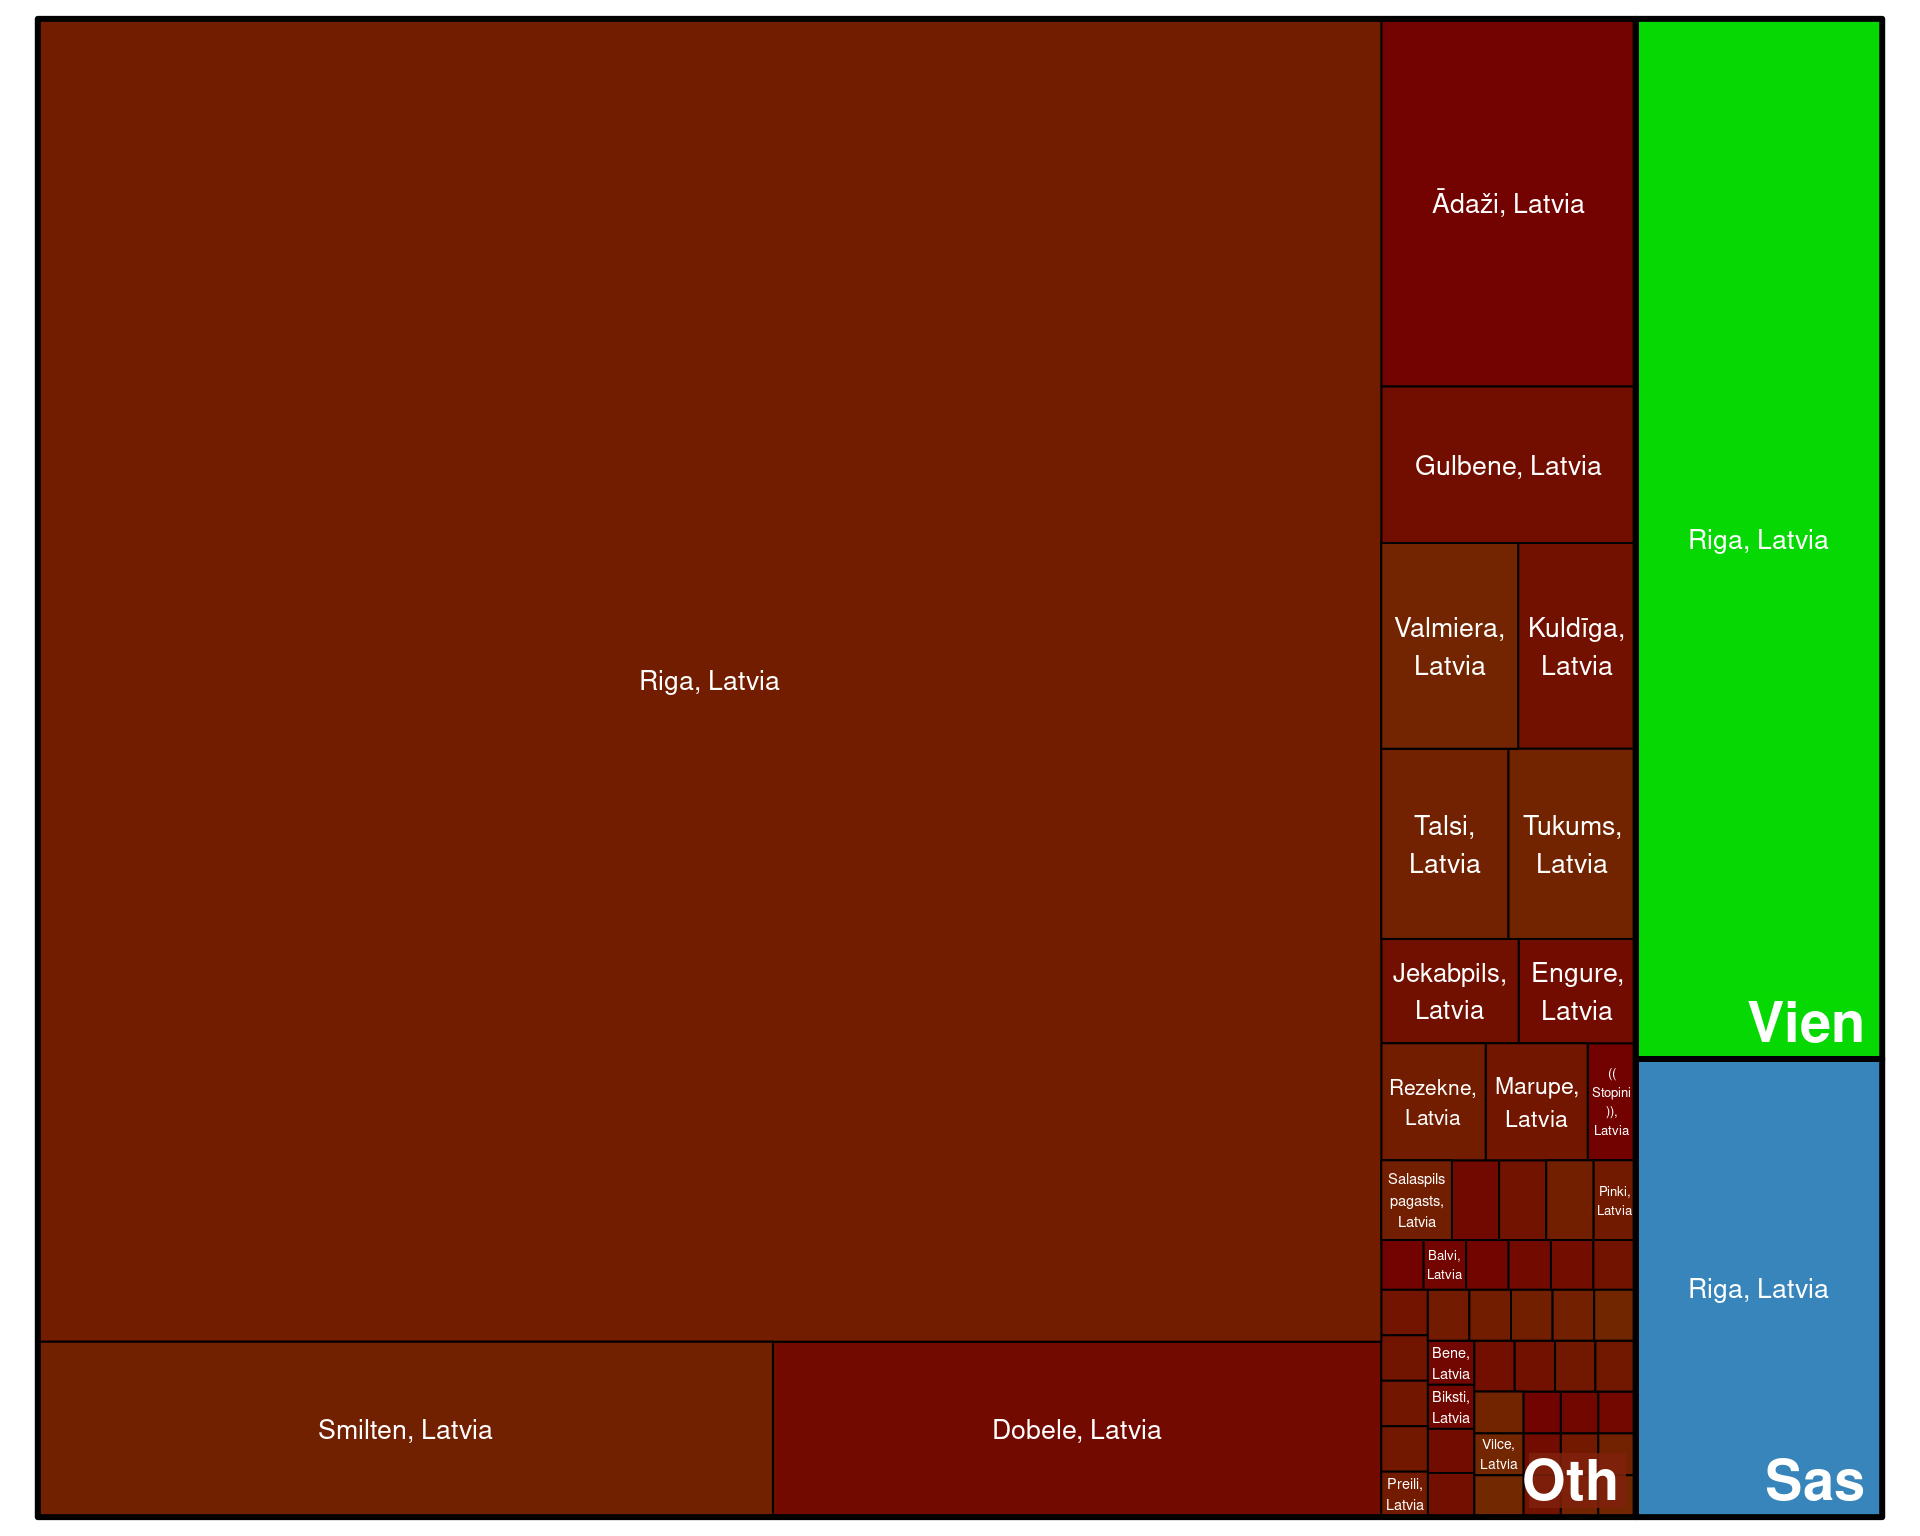 Riga, Latvia
Smilten, Latvia
Dobele, Latvia
Ādaži, Latvia
Gulbene, Latvia
Valmiera,
Latvia
Kuldīga,
Latvia
Talsi,
Latvia
Tukums,
Latvia
Jekabpils,
Latvia
Engure,
Latvia
Rezekne,
Latvia
Marupe,
Latvia
((
Stopini
)),
Latvia
Salaspils
pagasts,
Latvia
Pinki,
Latvia
Balvi,
Latvia
Bene,
Latvia
Biksti,
Latvia
Vilce,
Latvia
Preili,
Latvia
Oth
Riga, Latvia
Vien
Riga, Latvia
Sas